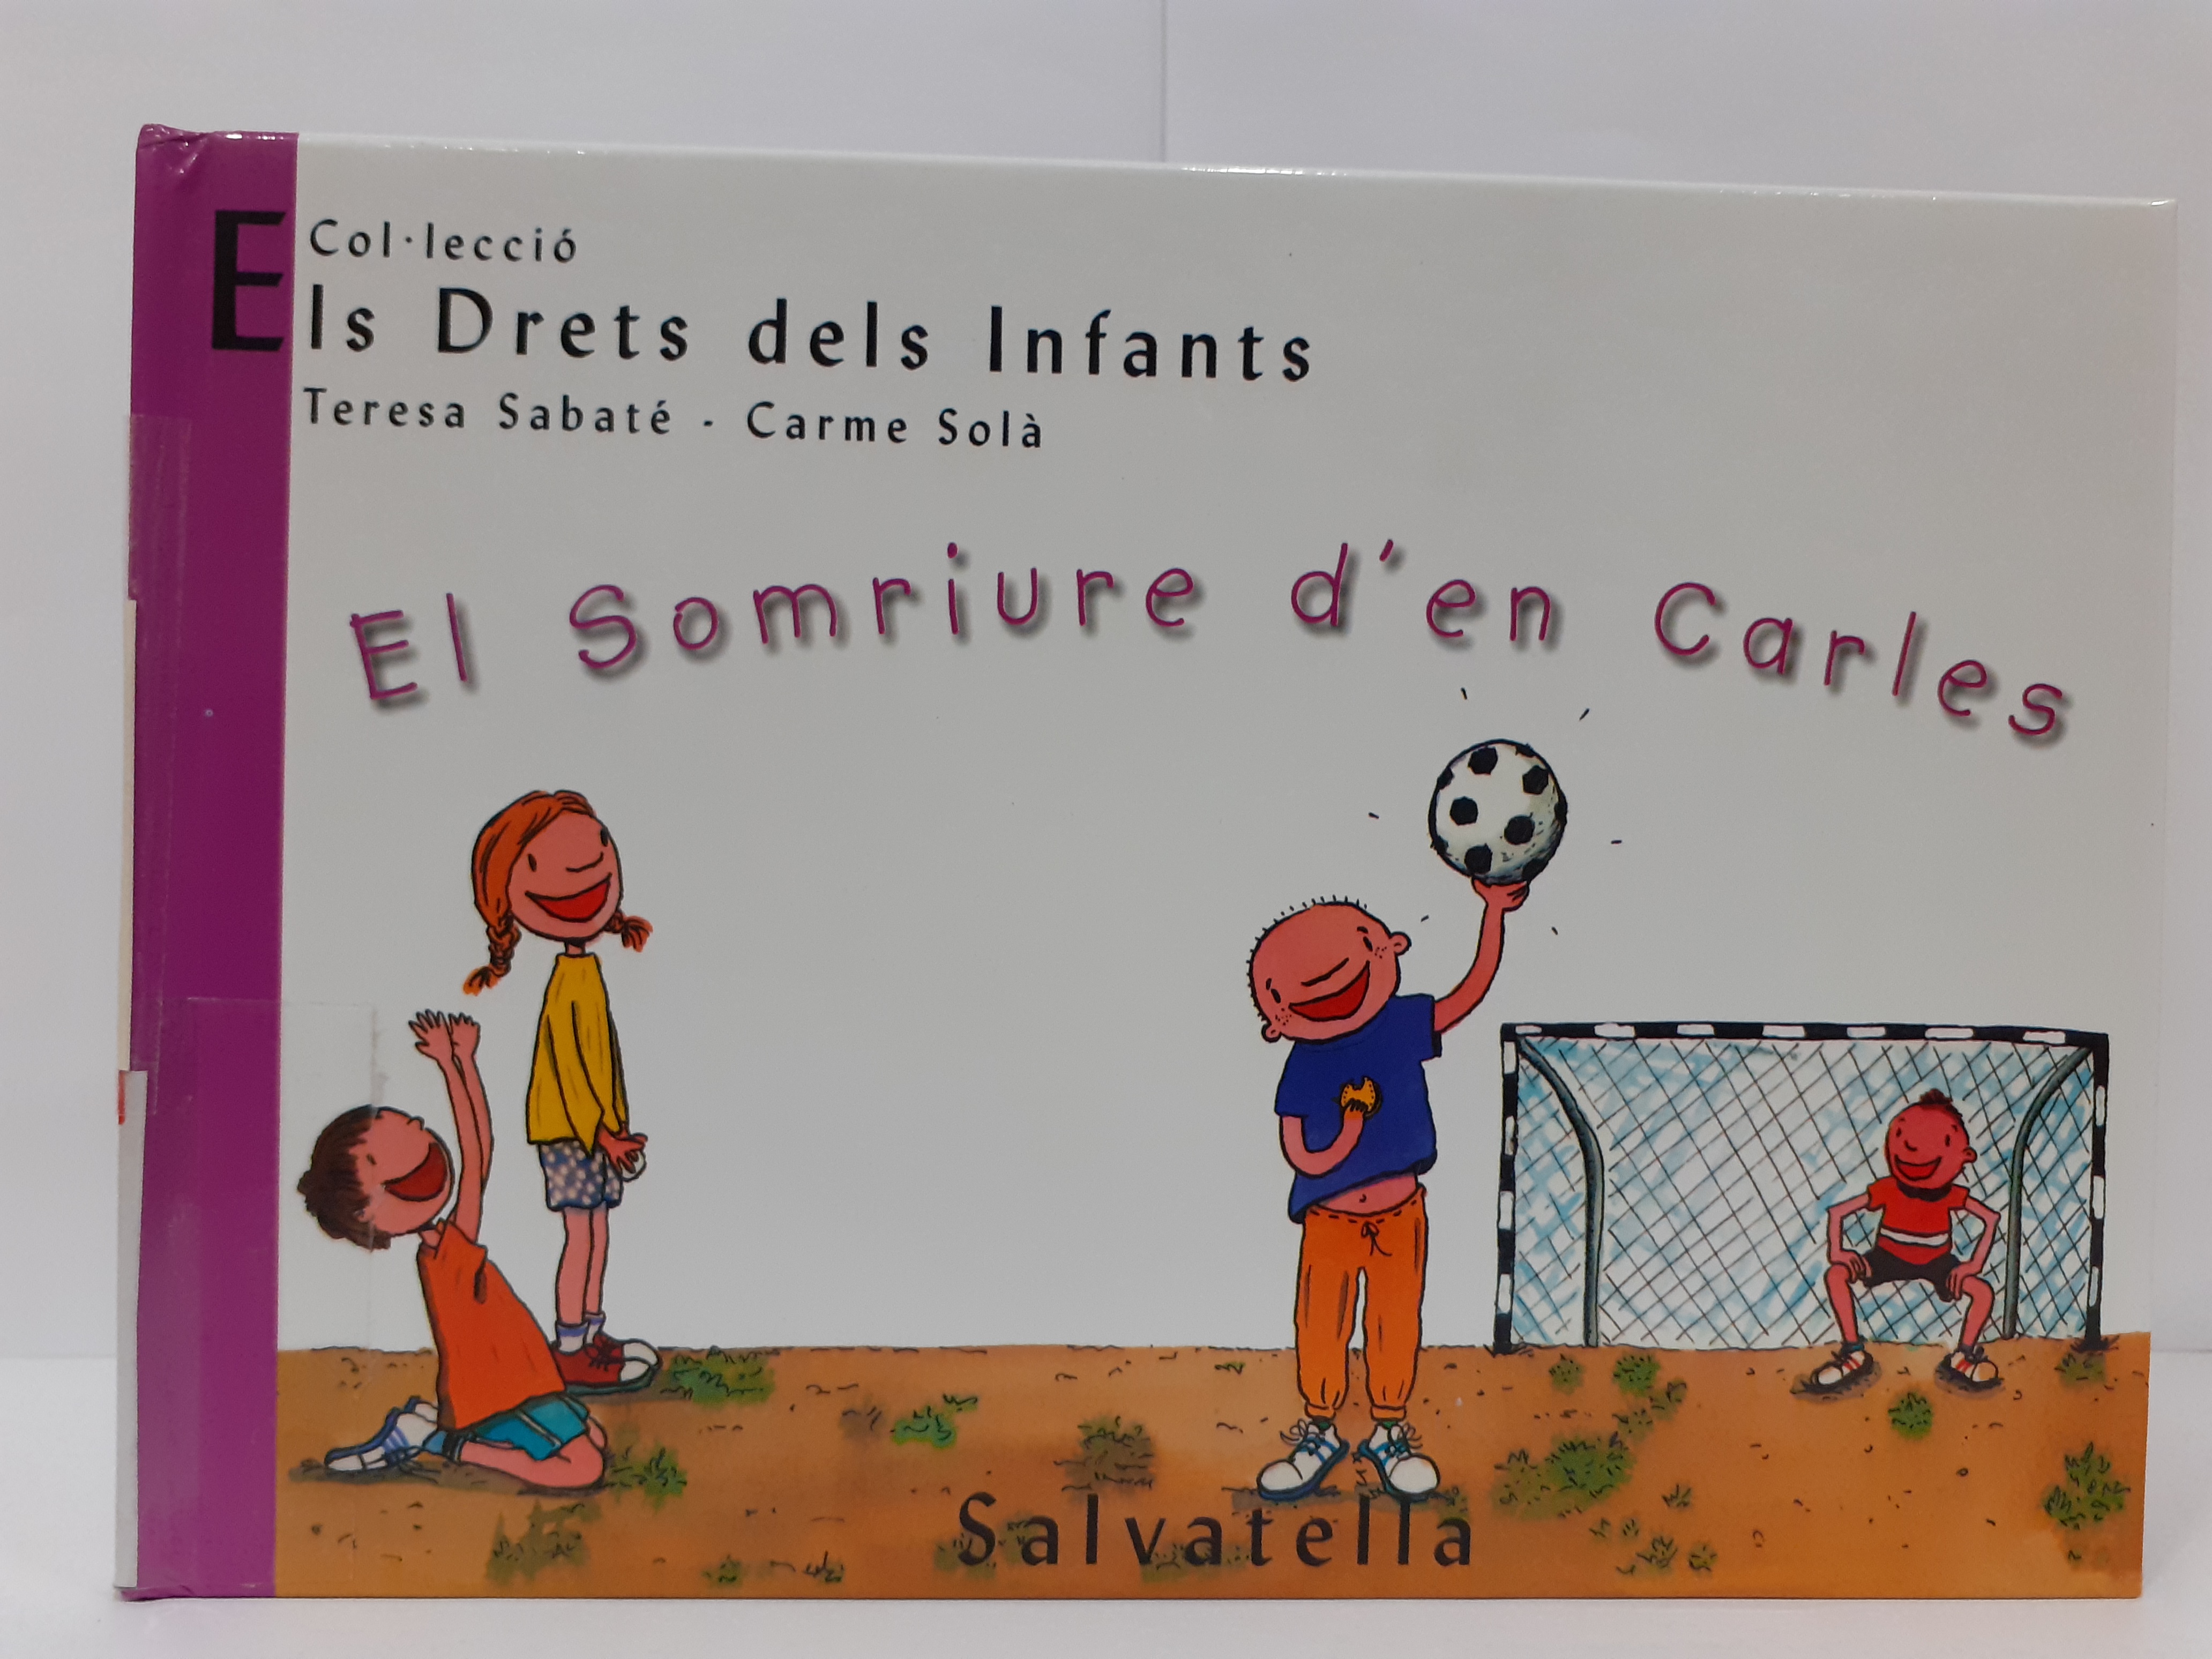 Col·lecció
Els Drets dels Infants
Teresa Sabaté - Carme Solà
El Somriure d'en Carles
Salvatella